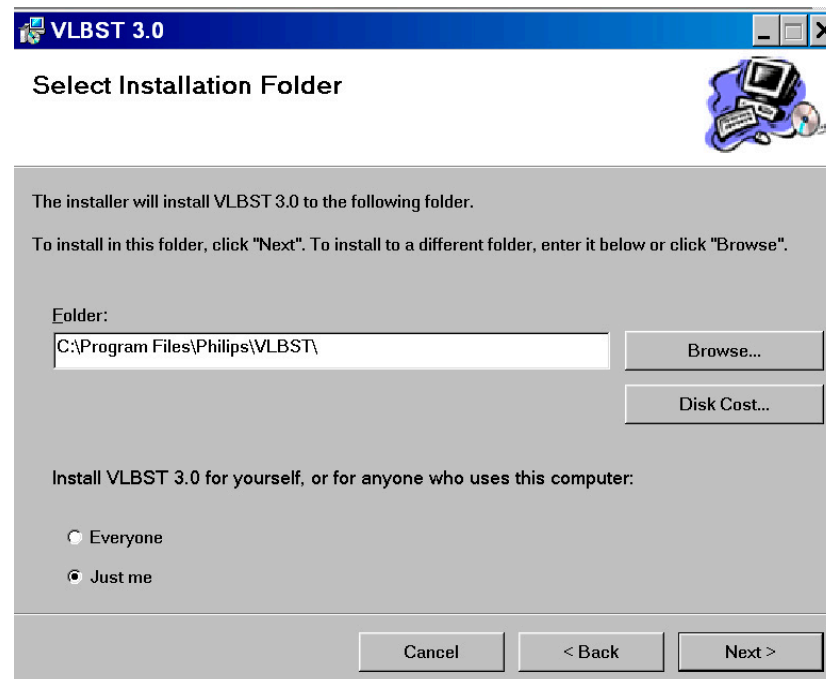 VLBST 3.0
Select Installation Folder
The installer will install VLBST 3.0 to the following folder.
To install in this folder, click "Next". To install to a different folder, enter it below or click "Browse".
Folder:
C:\Program Files\Philips\VLBST\
Browse...
Disk Cost...
Install VLBST 3.0 for yourself, or for anyone who uses this computer:
Everyone
Just me
Cancel
< Back
Next >